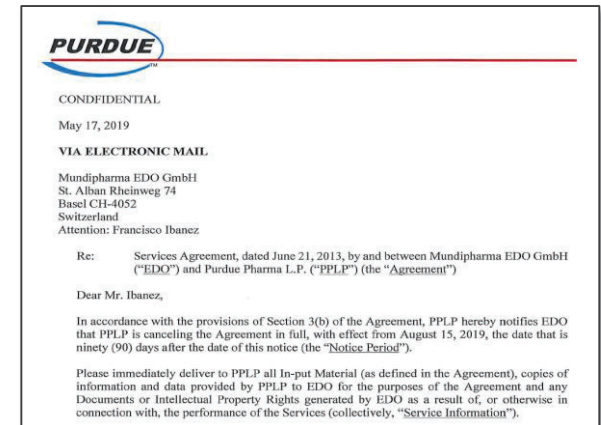 PURDUE
TM
CONDFIDENTIAL
May 17, 2019
VIA ELECTRONIC MAIL
Mundipharma EDO GmbH
St. Alban Rheinweg 74
Basel CH-4052
Switzerland
Attention: Francisco Ibanez
Re: Services Agreement, dated June 21, 2013, by and between Mundipharma EDO GmbH
("EDO") and Purdue Pharma L.P. ("PPLP") (the "Agreement")
Dear Mr. Ibanez,
In accordance with the provisions of Section 3(b) of the Agreement, PPLP hereby notifies EDO
that PPLP is canceling the Agreement in full, with effect from August 15, 2019, the date that is
ninety (90) days after the date of this notice (the "Notice Period").
Please immediately deliver to PPLP all In-put Material (as defined in the Agreement), copies of
information and data provided by PPLP to EDO for the purposes of the Agreement and any
Documents or Intellectual Property Rights generated by EDO as a result of, or otherwise in
connection with, the performance of the Services (collectively, "Service Information").